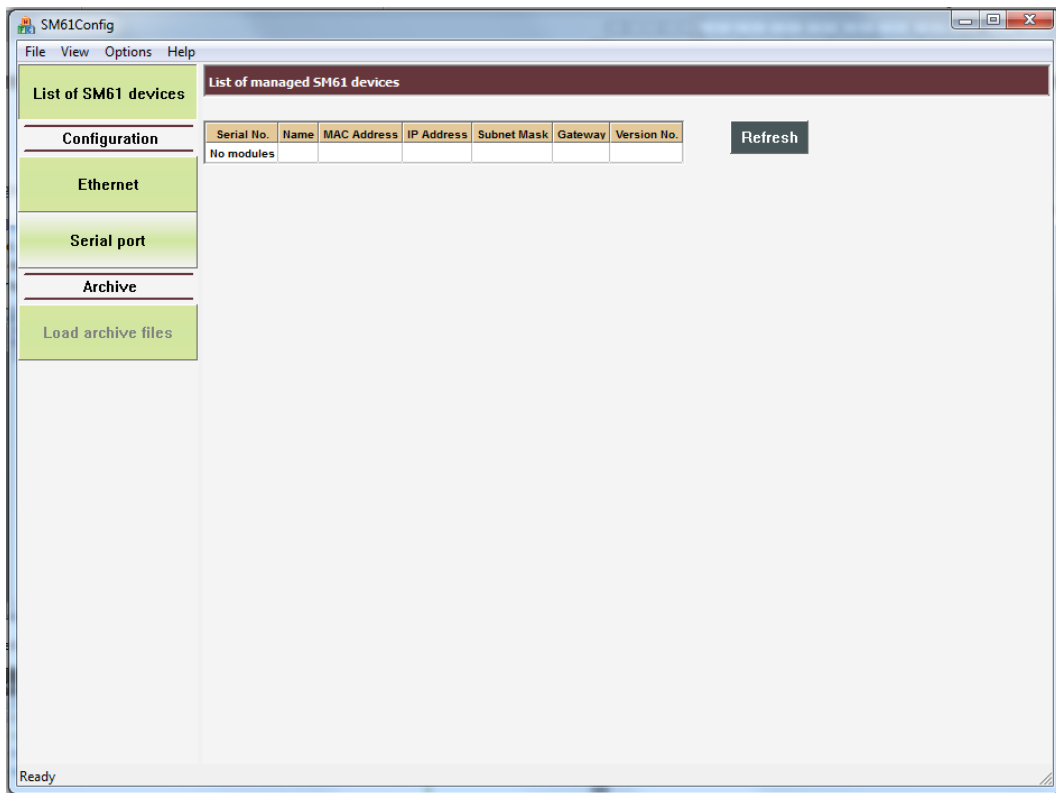 SM61Config
File View Options Help
List of SM61 devices
List of managed SM61 devices
Configuration
Serial No. Name MAC Address IP Address Subnet Mask Gateway Version No.
No modules
Refresh
Ethernet
Serial port
Archive
Load archive files
Ready